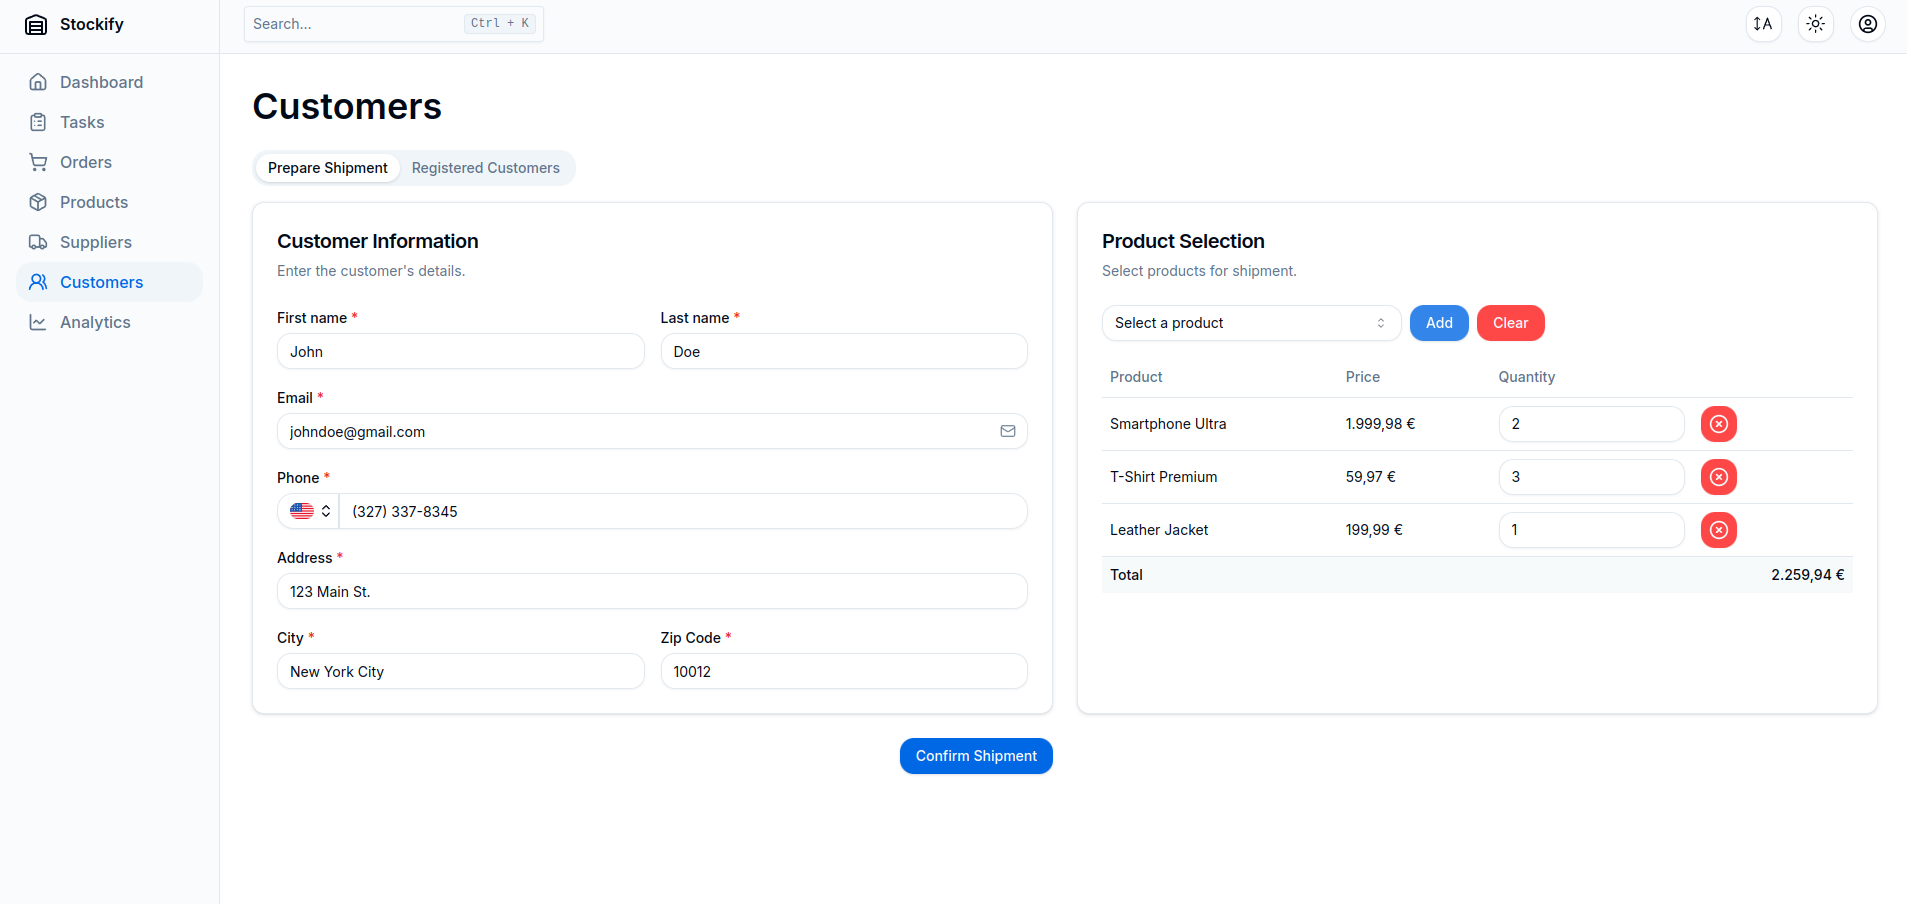 Stockify
Search...
Ctrl + K
A
Dashboard
Tasks
Orders
Products
Suppliers
Customers
Analytics
Customers
Prepare Shipment
Registered Customers
Customer Information
Enter the customer's details.
First name *
Last name *
John
Doe
Email *
johndoe@gmail.com
Phone *
(327) 337-8345
Address *
123 Main St.
City *
Zip Code *
New York City
10012
Product Selection
Select products for shipment.
Select a product
Add
Clear
Product Price Quantity
Smartphone Ultra 1.999,98 € 2
T-Shirt Premium 59,97 € 3
Leather Jacket 199,99 € 1
Total 2.259,94 €
Confirm Shipment